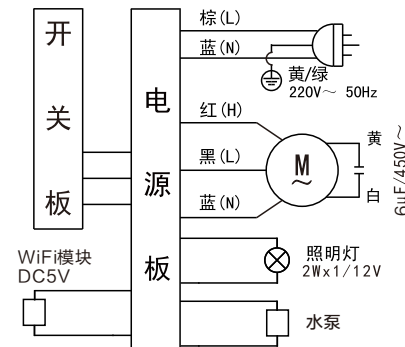 开关板
电源板
棕(L)
蓝(N)
黄/绿
220V～ 50Hz
红(H)
黑(L)
蓝(N)
M
～
黄
白
6μF/450V～
照明灯
2Wx1/12V
水泵
WiFi模块
DC5V